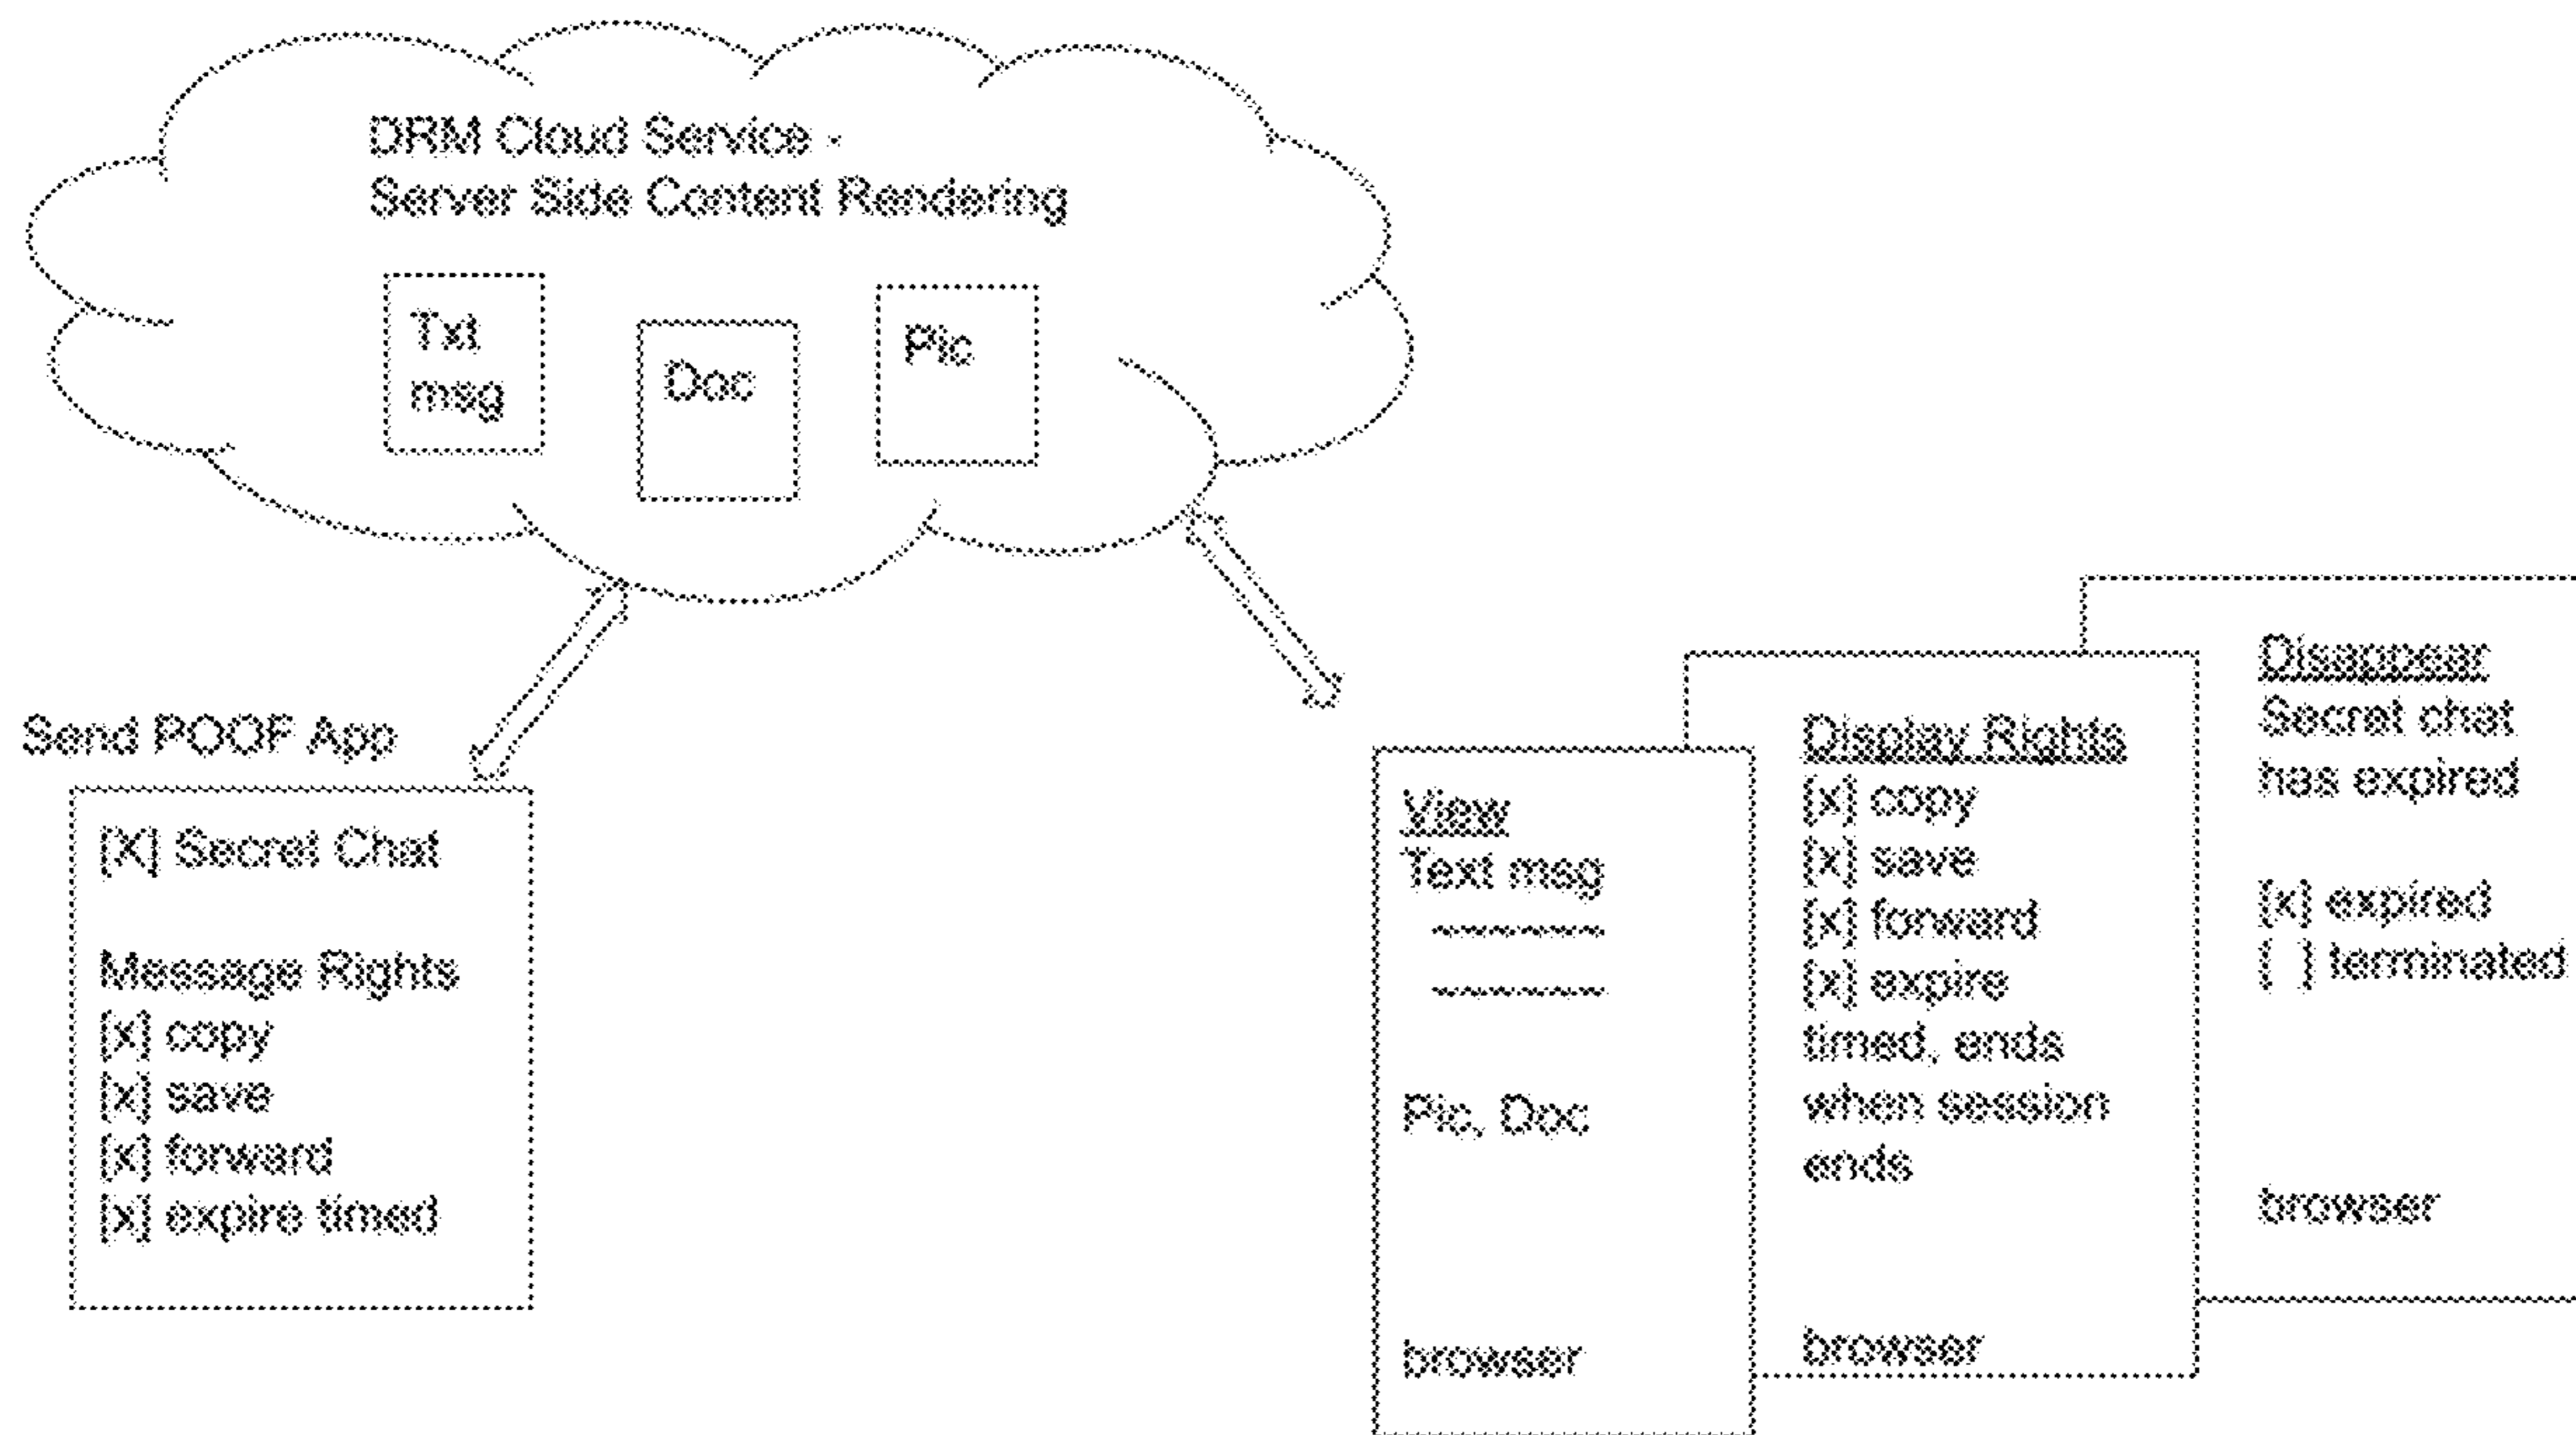 DRM Cloud Service -
Server Side Content Rendering
Txt
msg
Doc
Pic
Send POOF App
[X] Secret Chat
Message Rights
[x] copy
[x] save
[x] forward
[x] expire timed
View
Text msg
Pic, Doc
browser
Display Rights
[x] copy
[x] save
[x] forward
[x] expire
timed, ends
when session
ends
browser
Disappear
Secret chat
has expired
[x] expired
[ ] terminated
browser